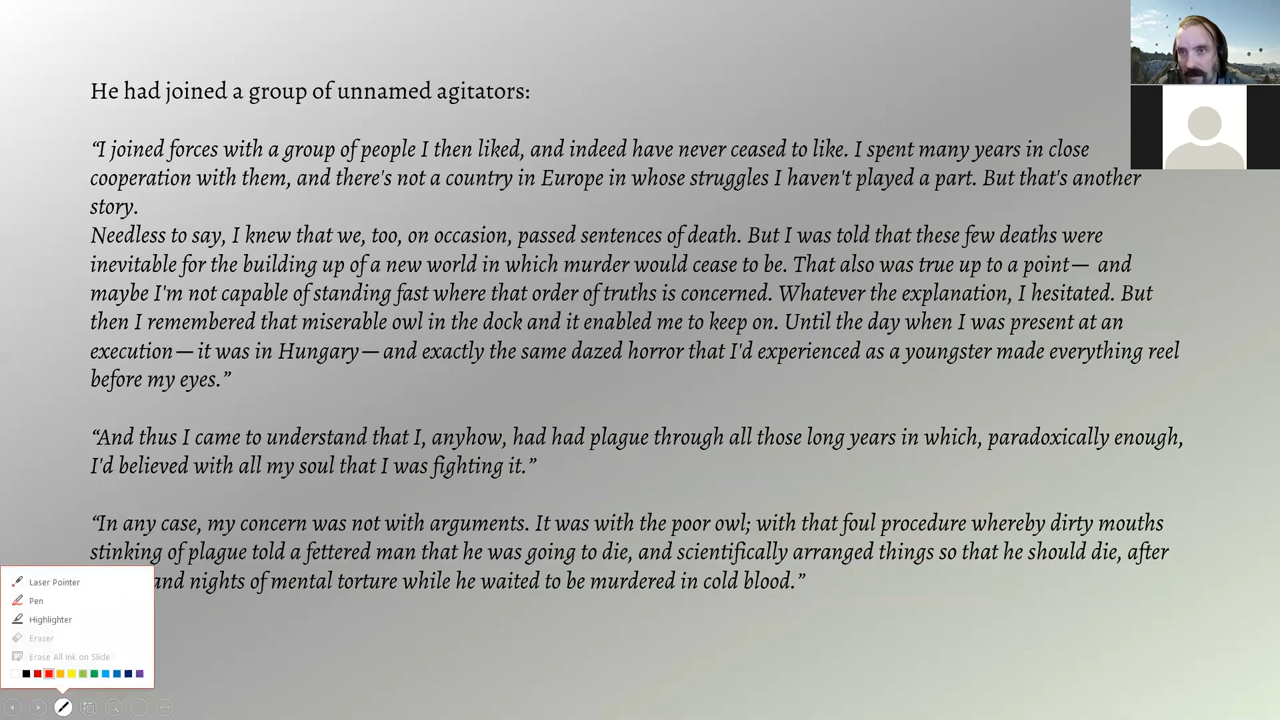 He had joined a group of unnamed agitators:
“I joined forces with a group of people I then liked, and indeed have never ceased to like. I spent many years in close
cooperation with them, and there's not a country in Europe in whose struggles I haven't played a part. But that's another
story.
Needless to say, I knew that we, too, on occasion, passed sentences of death. But I was told that these few deaths were
inevitable for the building up of a new world in which murder would cease to be. That also was true up to a point— and
maybe I'm not capable of standing fast where that order of truths is concerned. Whatever the explanation, I hesitated. But
then I remembered that miserable owl in the dock and it enabled me to keep on. Until the day when I was present at an
execution—it was in Hungary—and exactly the same dazed horror that I'd experienced as a youngster made everything reel
before my eyes.”
“And thus I came to understand that I, anyhow, had had plague through all those long years in which, paradoxically enough,
I'd believed with all my soul that I was fighting it.”
“In any case, my concern was not with arguments. It was with the poor owl; with that foul procedure whereby dirty mouths
stinking of plague told a fettered man that he was going to die, and scientifically arranged things so that he should die, after
and nights of mental torture while he waited to be murdered in cold blood.”
Laser Pointer
Pen
Highlighter
Eraser
Erase All Ink on Slide